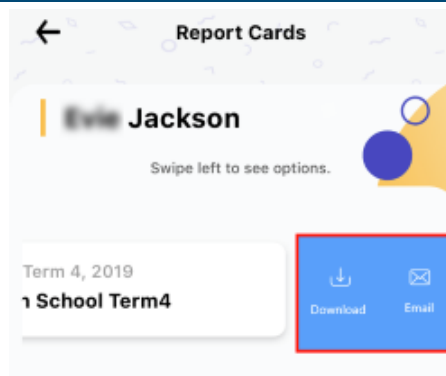 Report Cards
Jackson
Swipe left to see options.
Term 4, 2019
School Term4
Download Email